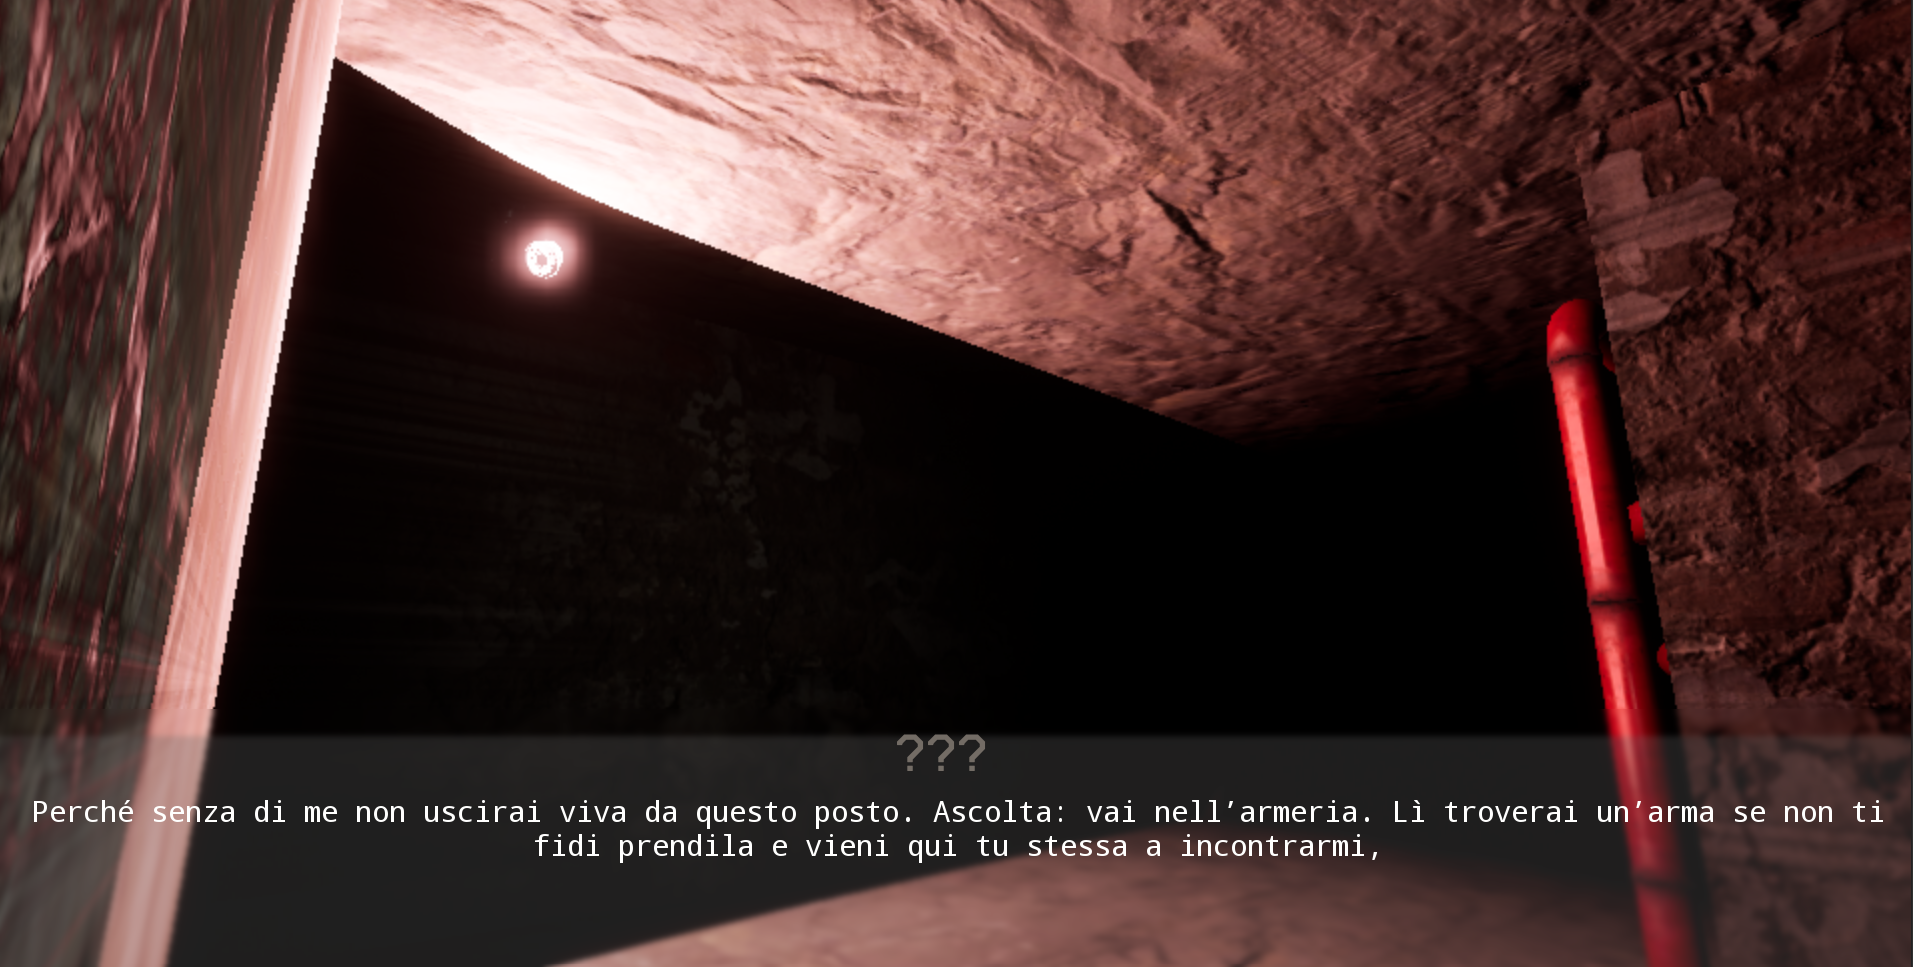 ???
Perché senza di me non uscirai viva da questo posto. Ascolta: vai nell’armeria. Lì troverai un’arma se non ti
fidi prendila e vieni qui tu stessa a incontrarmi,